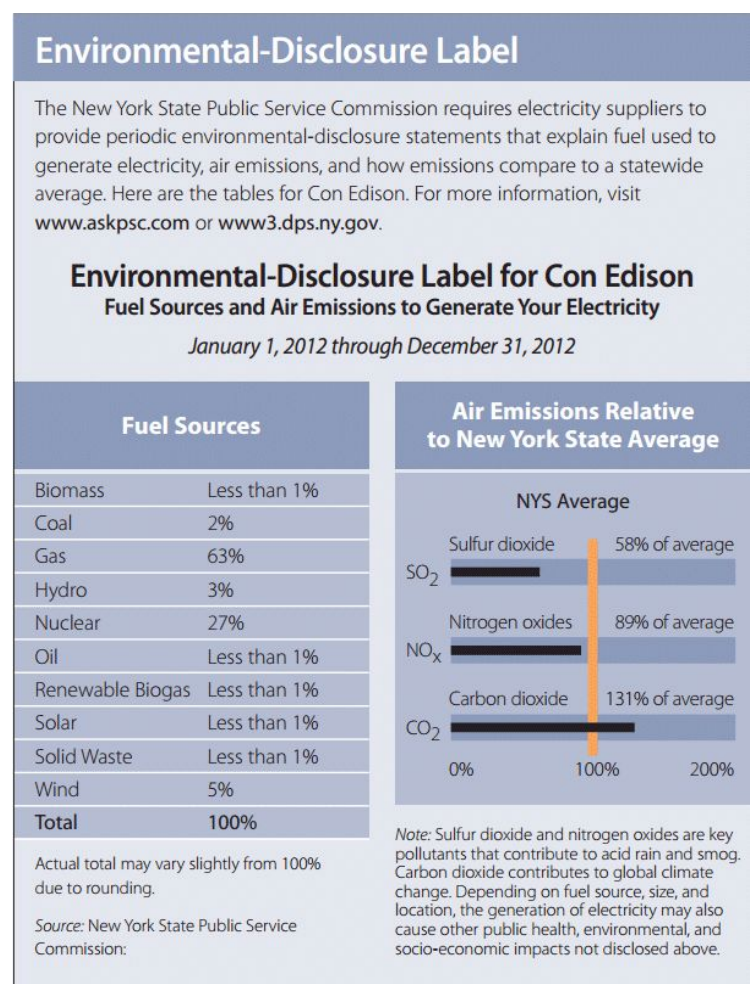 Environmental-Disclosure Label
The New York State Public Service Commission requires electricity suppliers to
provide periodic environmental-disclosure statements that explain fuel used to
generate electricity, air emissions, and how emissions compare to a statewide
average. Here are the tables for Con Edison. For more information, visit
www.askpsc.com or www3.dps.ny.gov.
Environmental-Disclosure Label for Con Edison
Fuel Sources and Air Emissions to Generate Your Electricity
January 1, 2012 through December 31, 2012
Fuel Sources
Biomass Less than 1%
Coal 2%
Gas 63%
Hydro 3%
Nuclear 27%
Oil Less than 1%
Renewable Biogas Less than 1%
Solar Less than 1%
Solid Waste Less than 1%
Wind 5%
Total 100%
Actual total may vary slightly from 100%
due to rounding.
Source: New York State Public Service
Commission:
Air Emissions Relative
to New York State Average
NYS Average
Sulfur dioxide 58% of average
SO2
Nitrogen oxides 89% of average
NOx
Carbon dioxide 131% of average
CO2
0% 100% 200%
Note: Sulfur dioxide and nitrogen oxides are key
pollutants that contribute to acid rain and smog.
Carbon dioxide contributes to global climate
change. Depending on fuel source, size, and
location, the generation of electricity may also
cause other public health, environmental, and
socio-economic impacts not disclosed above.